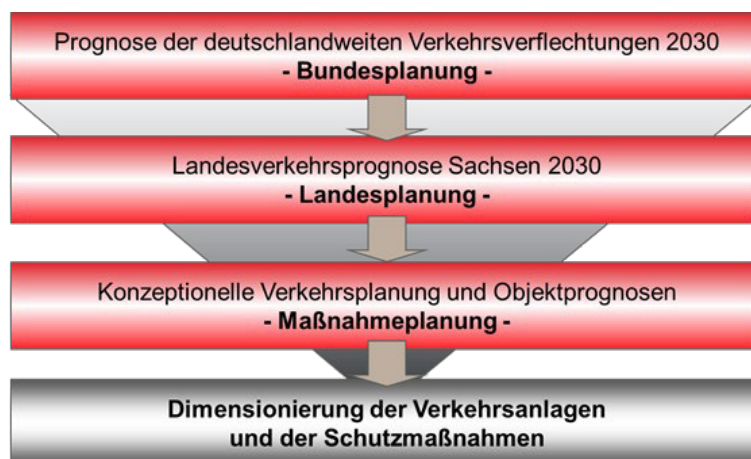 Prognose der deutschlandweiten Verkehrsverflechtungen 2030
- Bundesplanung -
Landesverkehrsprognose Sachsen 2030
- Landesplanung -
Konzeptionelle Verkehrsplanung und Objektprognosen
- Maßnahmeplanung -
Dimensionierung der Verkehrsanlagen
und der Schutzmaßnahmen